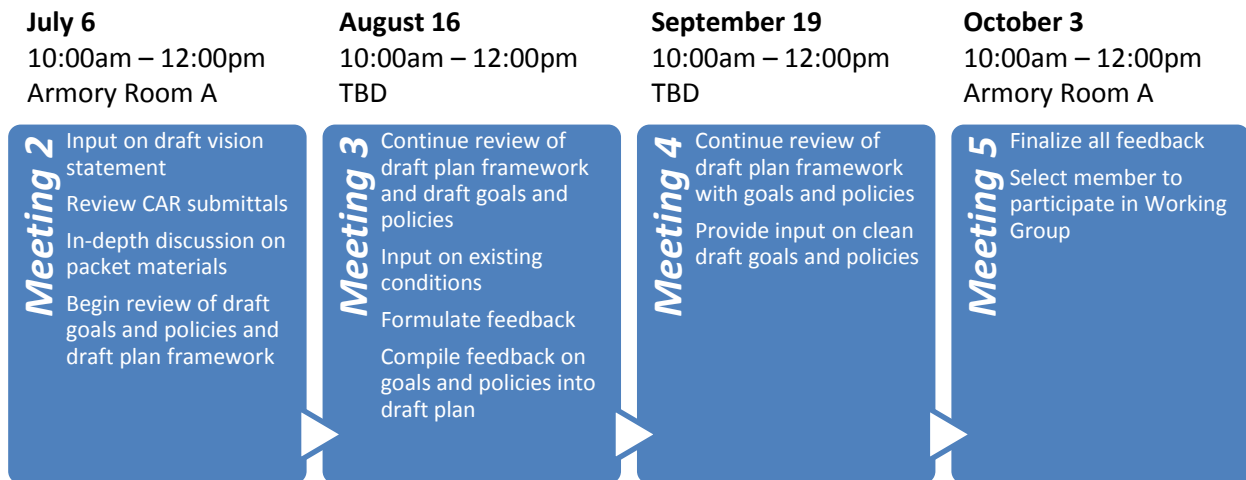 July 6
10:00am – 12:00pm
Armory Room A
August 16
10:00am – 12:00pm
TBD
September 19
10:00am – 12:00pm
TBD
October 3
10:00am – 12:00pm
Armory Room A
Meeting 2
Input on draft vision
statement
Review CAR submittals
In-depth discussion on
packet materials
Begin review of draft
goals and policies and
draft plan framework
Meeting 3
Continue review of
draft plan framework
and draft goals and
policies
Input on existing
conditions
Formulate feedback
Compile feedback on
goals and policies into
draft plan
Meeting 4
Continue review of
draft plan framework
with goals and policies
Provide input on clean
draft goals and policies
Meeting 5
Finalize all feedback
Select member to
participate in Working
Group